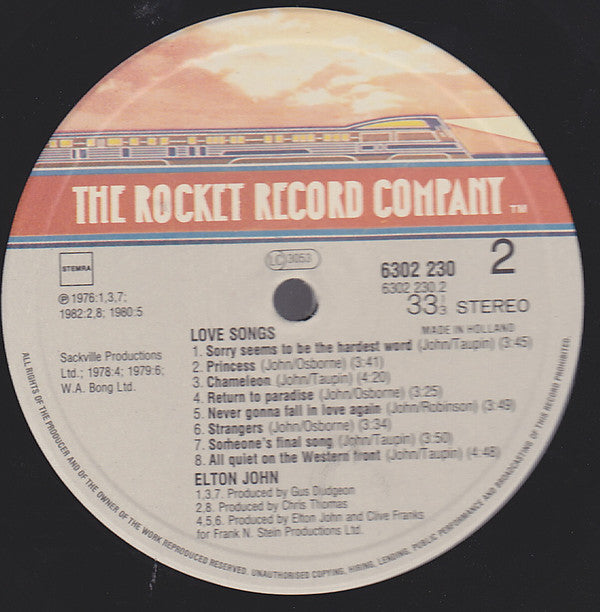 THE ROCKET RECORD COMPANY ™
STEMRA
LC 3053
6302 230
2
6302 230.2
℗ 1976:1,3,7;
1982:2,8; 1980:5
33 1/3 STEREO
MADE IN HOLLAND
Sackville Productions
Ltd.; 1978:4; 1979:6;
W.A. Bong Ltd.
LOVE SONGS
1. Sorry seems to be the hardest word (John/Taupin) (3:45)
2. Princess (John/Osborne) (3:41)
3. Chameleon (John/Taupin) (4.20)
4. Return to paradise (John/Osborne) (3:25)
5. Never gonna fall in love again (John/Robinson) (3:49)
6. Strangers (John/Osborne) (3:34)
7. Someone's final song (John/Taupin) (3:50)
8. All quiet on the Western front (John/Taupin) (4:48)
ELTON JOHN
1.3.7. Produced by Gus Dudgeon
2.8. Produced by Chris Thomas
4.5.6. Produced by Elton John and Clive Franks
for Frank N. Stein Productions Ltd.
ALL RIGHTS OF THE PRODUCER AND OF THE OWNER OF THE WORK REPRODUCED RESERVED. UNAUTHORISED COPYING, HIRING, LENDING, PUBLIC PERFORMANCE AND BROADCASTING OF THIS RECORD PROHIBITED.